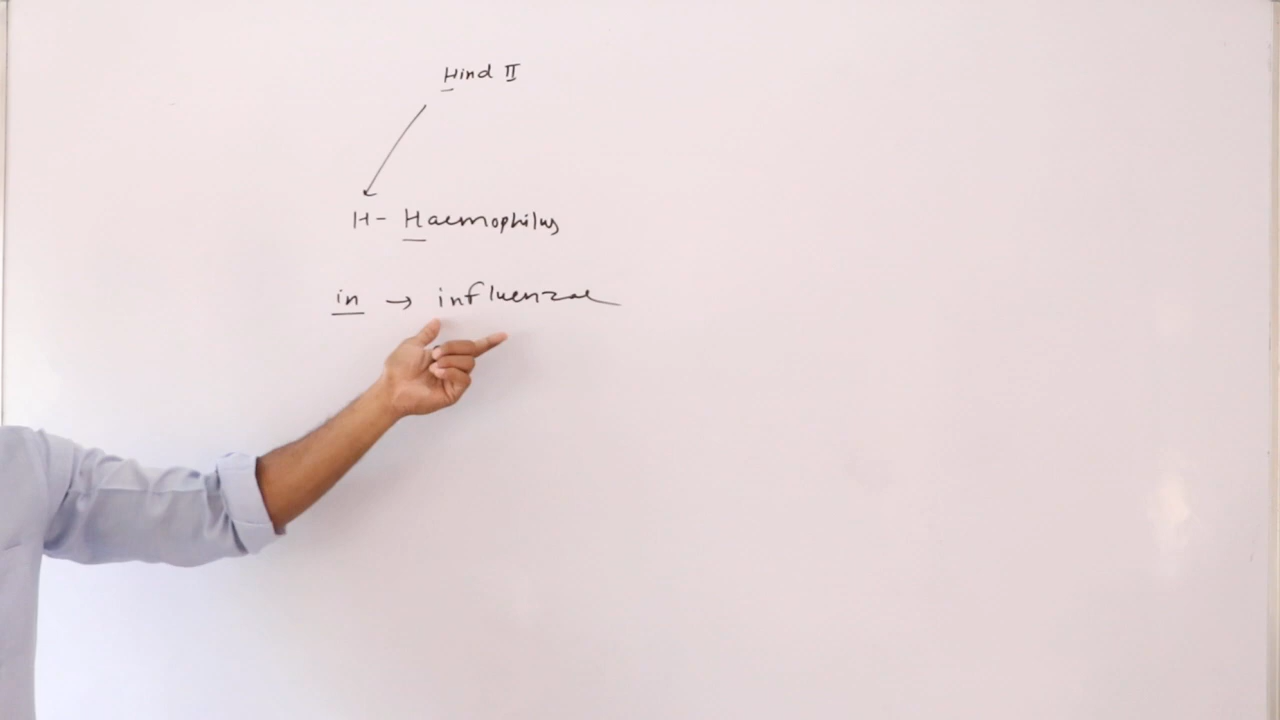 Hind II
H- Haemophilus
in → influenzae